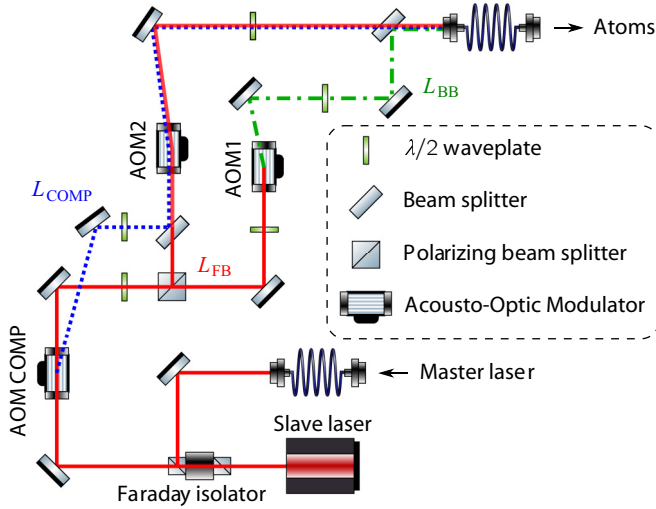 Atoms
L_BB
AOM2
AOM1
λ/2 waveplate
L_COMP
Beam splitter
L_FB
Polarizing beam splitter
Acousto-Optic Modulator
AOM COMP
Master laser
Slave laser
Faraday isolator